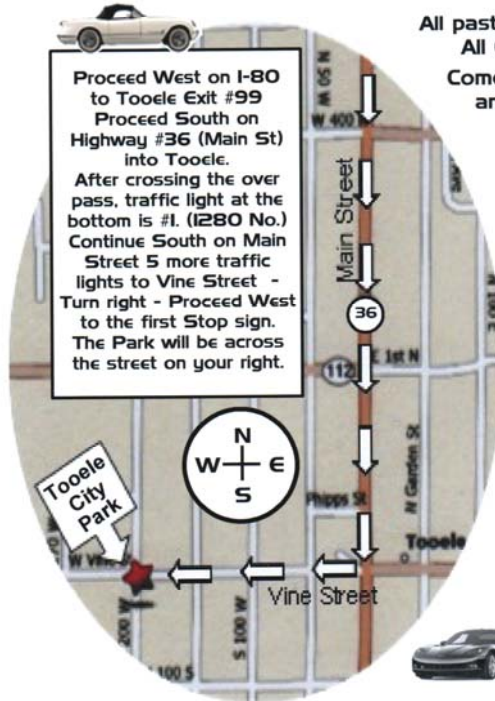 All past
All
Come
Proceed West on I-80
to Tooele Exit #99
Proceed South on
Highway #36 (Main St)
into Tooele.
After crossing the over
pass, traffic light at the
bottom is #1. (1280 No.)
Continue South on Main
Street 5 more traffic
lights to Vine Street -
Turn right - Proceed West
to the first Stop sign.
The Park will be across
the street on your right.
N 50 W
W 400
Main Street
36
112
E 1st N
N
W E
S
N Garden St
Phipps St
Tooele
City
Park
Tooele
W Vine
Vine Street
200 W
S 100 W
100 S